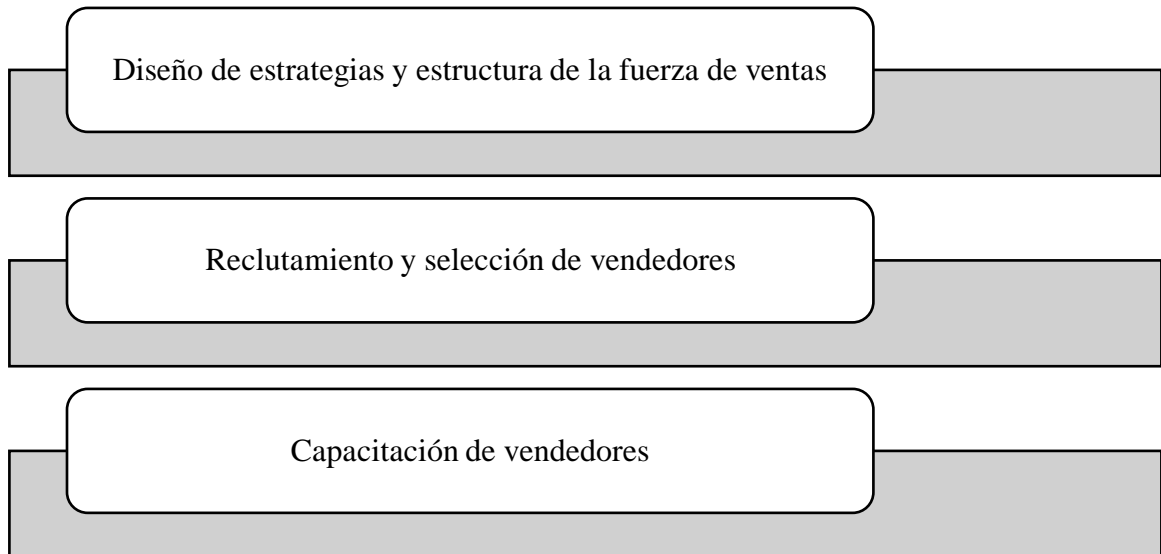 Diseño de estrategias y estructura de la fuerza de ventas
Reclutamiento y selección de vendedores
Capacitación de vendedores